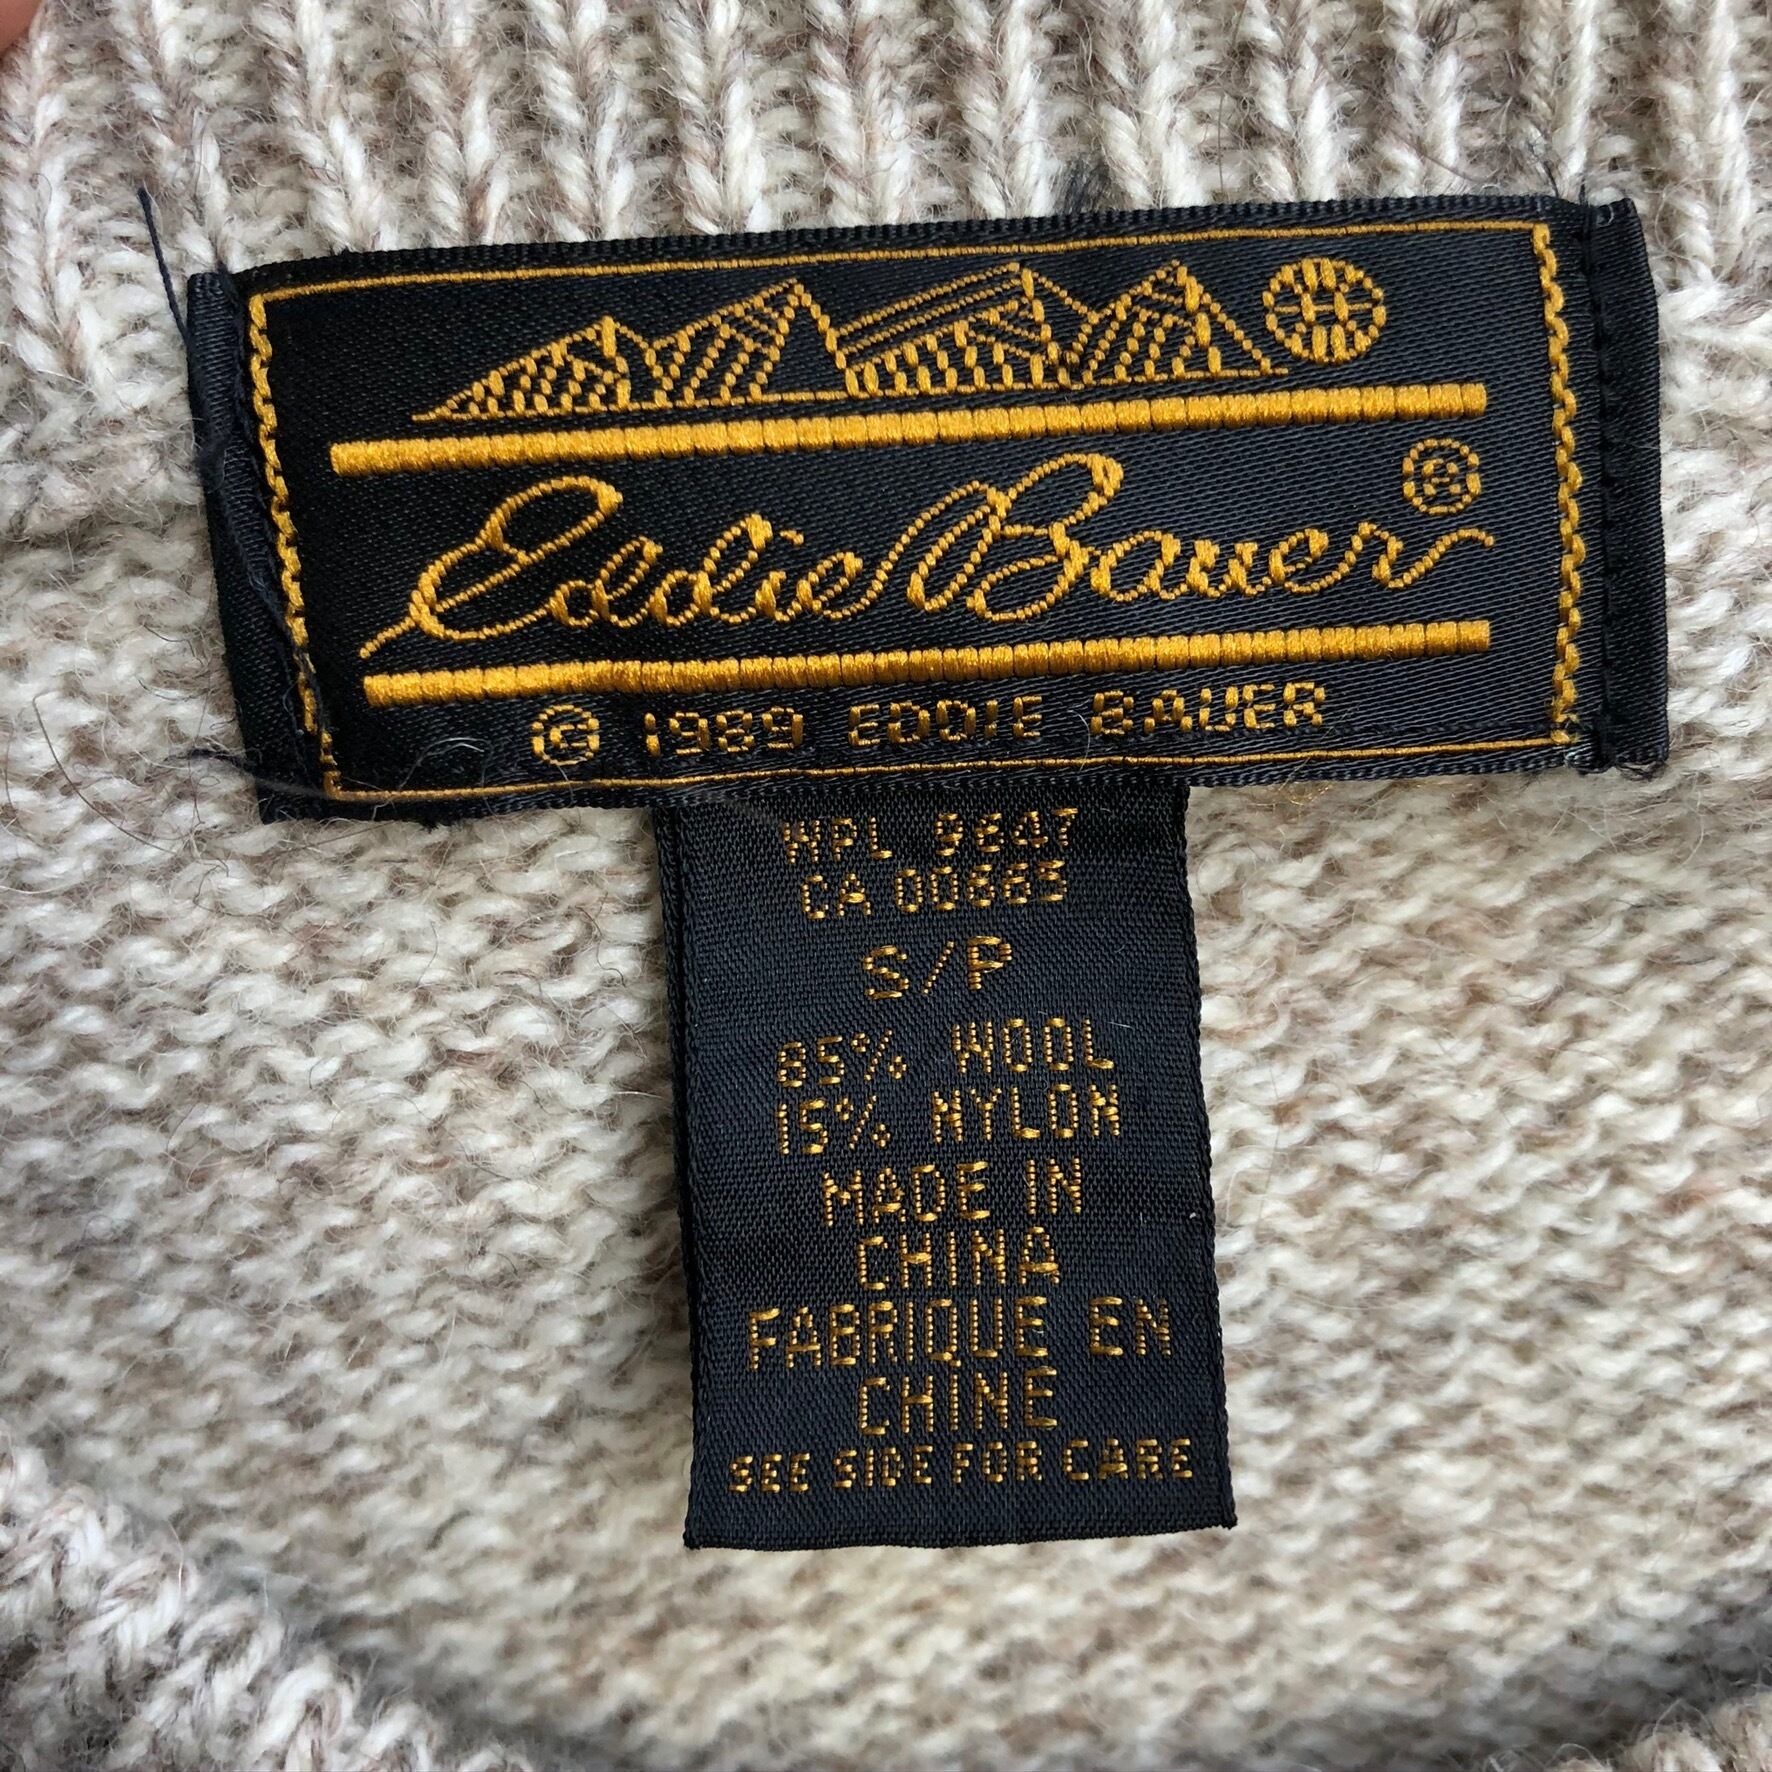 Eddie Bauer®
© 1989 EDDIE BAUER
WPL 9647
CA 00885
S/P
85% WOOL
15% NYLON
MADE IN
CHINA
FABRIQUE EN
CHINE
SEE SIDE FOR CARE